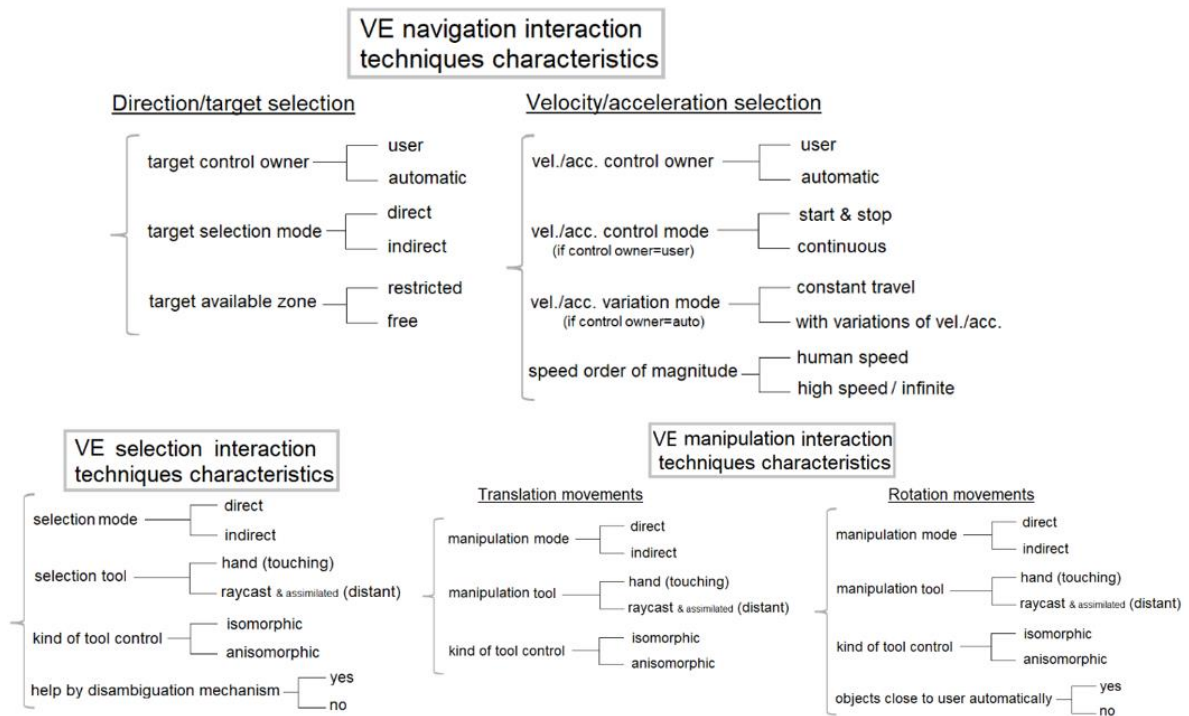 VE navigation interaction
techniques characteristics
Direction/target selection
target control owner
user
automatic
target selection mode
direct
indirect
target available zone
restricted
free
Velocity/acceleration selection
vel./acc. control owner
user
automatic
vel./acc. control mode
(if control owner=user)
start & stop
continuous
vel./acc. variation mode
(if control owner=auto)
constant travel
with variations of vel./acc.
speed order of magnitude
human speed
high speed / infinite
VE selection interaction
techniques characteristics
selection mode
direct
indirect
selection tool
hand (touching)
raycast & assimilated (distant)
kind of tool control
isomorphic
anisomorphic
help by disambiguation mechanism
yes
no
VE manipulation interaction
techniques characteristics
Translation movements
manipulation mode
direct
indirect
manipulation tool
hand (touching)
raycast & assimilated (distant)
kind of tool control
isomorphic
anisomorphic
Rotation movements
manipulation mode
direct
indirect
manipulation tool
hand (touching)
raycast & assimilated (distant)
kind of tool control
isomorphic
anisomorphic
objects close to user automatically
yes
no